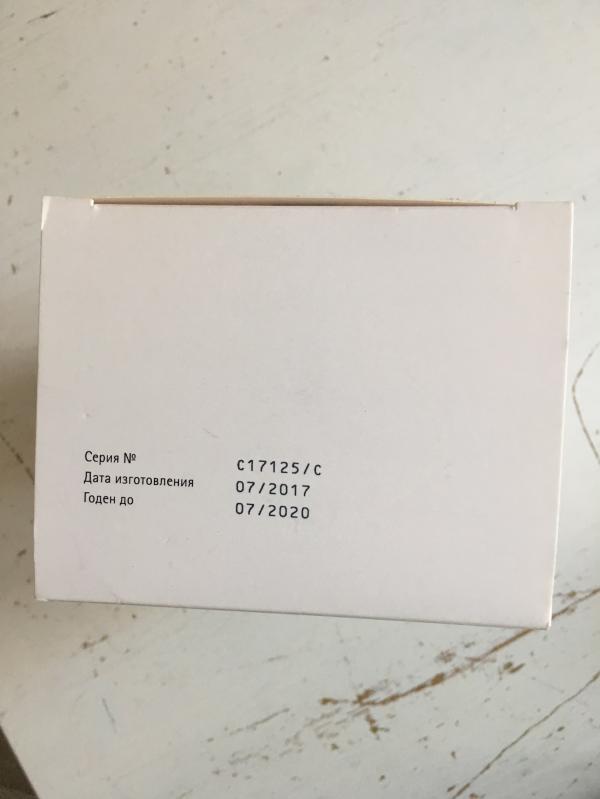 Серия № C17125/C
Дата изготовления 07/2017
Годен до 07/2020